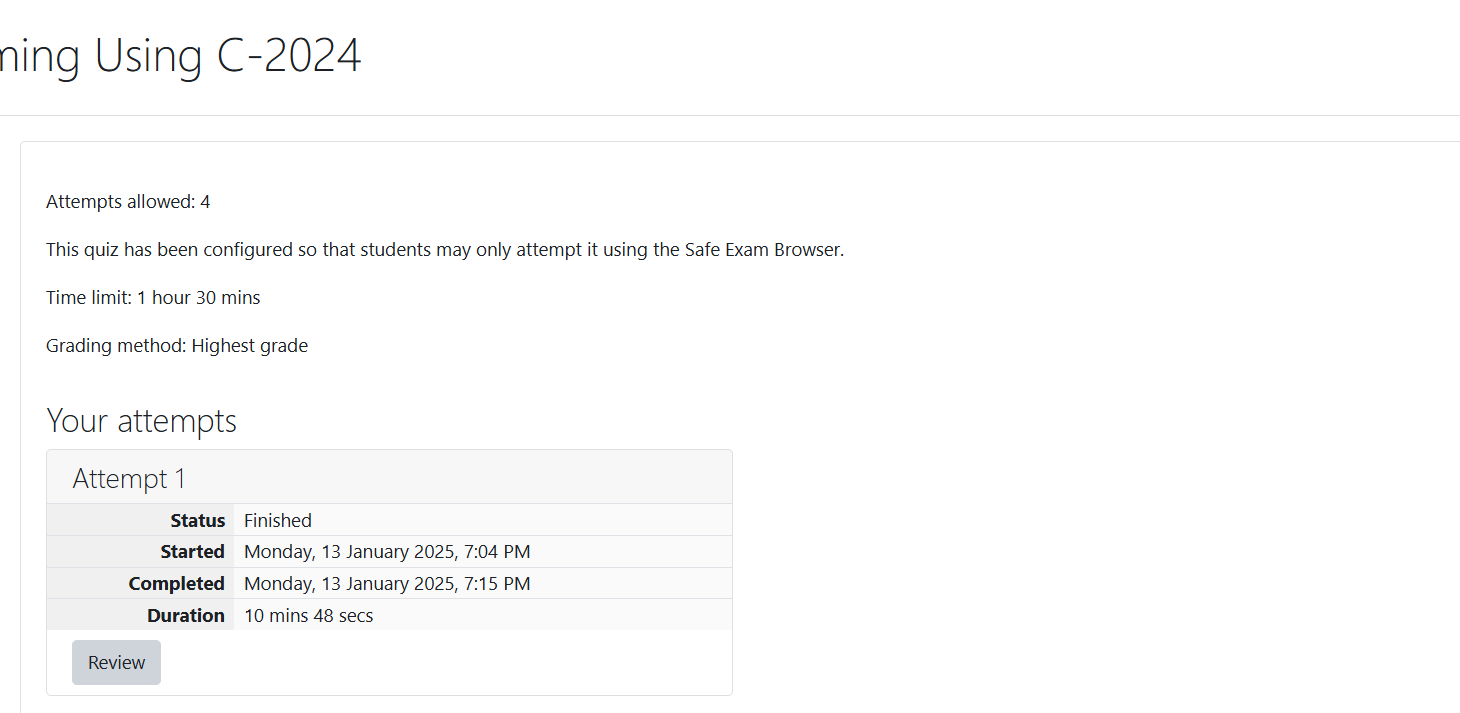 ming Using C-2024
Attempts allowed: 4
This quiz has been configured so that students may only attempt it using the Safe Exam Browser.
Time limit: 1 hour 30 mins
Grading method: Highest grade
Your attempts
Attempt 1
Status Finished
Started Monday, 13 January 2025, 7:04 PM
Completed Monday, 13 January 2025, 7:15 PM
Duration 10 mins 48 secs
Review